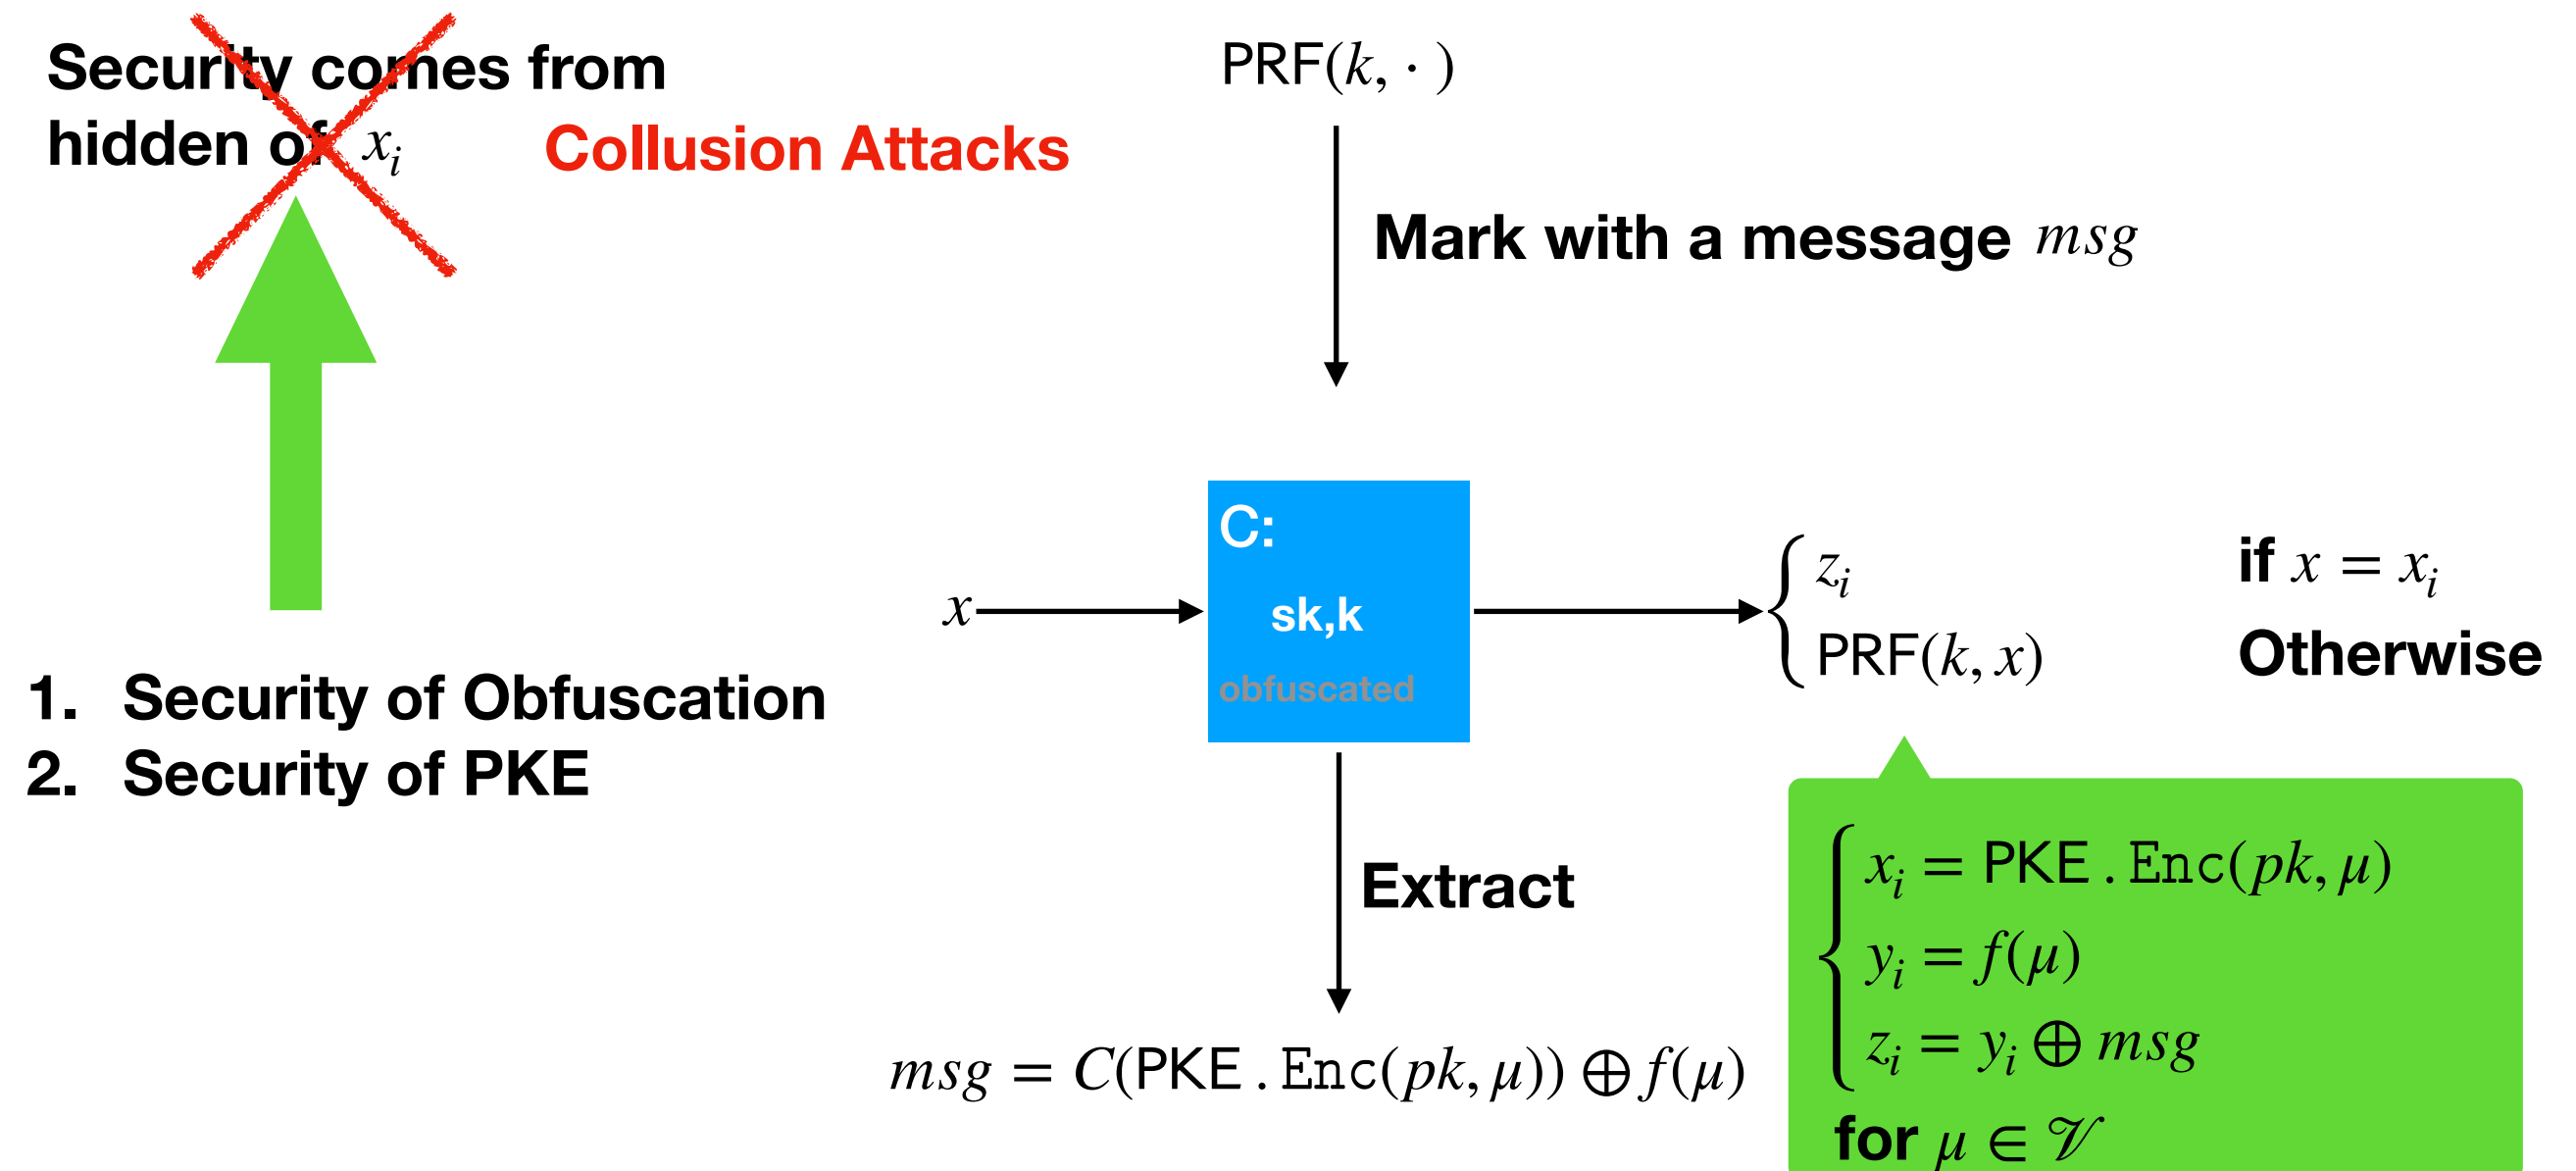 Security comes from
hidden of x_i
Collusion Attacks
PRF(k, · )
Mark with a message msg
C:
sk,k
obfuscated
x
z_i if x = x_i
PRF(k, x) Otherwise
1. Security of Obfuscation
2. Security of PKE
Extract
msg = C(PKE . Enc(pk, μ)) ⊕ f(μ)
x_i = PKE . Enc(pk, μ)
y_i = f(μ)
z_i = y_i ⊕ msg
for μ ∈ 𝒱